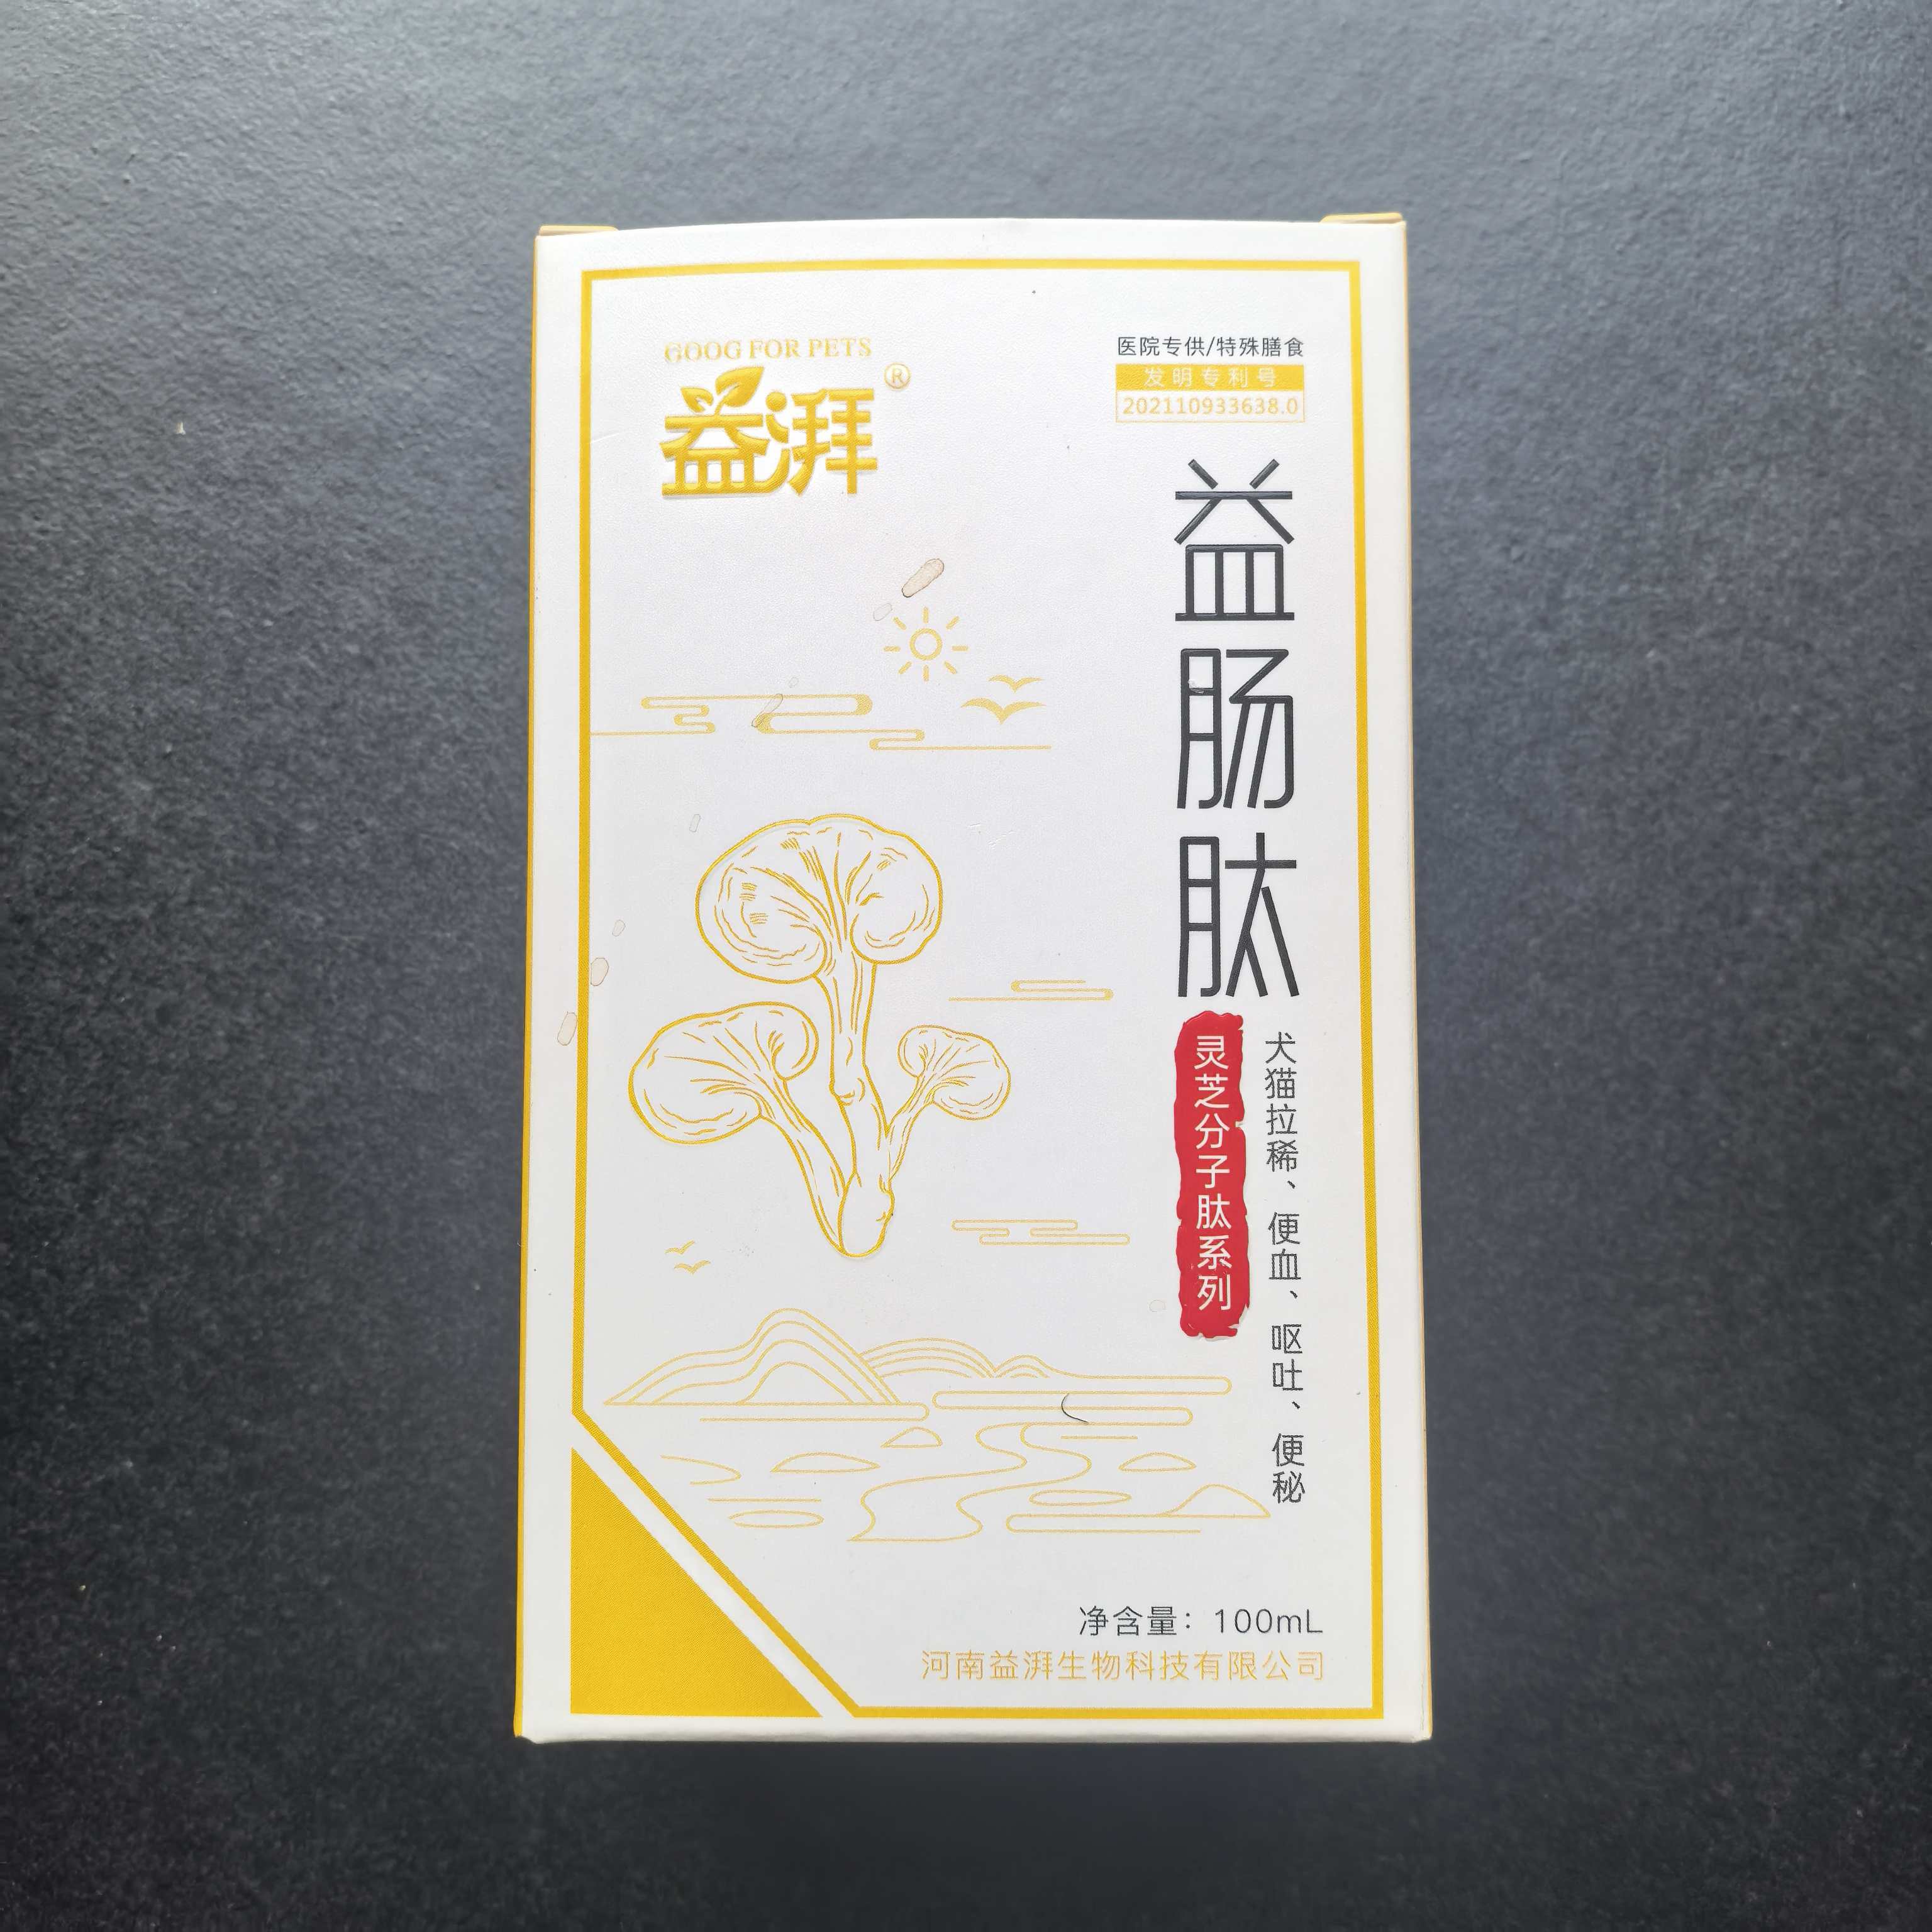 GOOG FOR PETS
益湃®
医院专供/特殊膳食
发明专利号
202110933638.0
益肠肽
犬猫拉稀、便血、呕吐、便秘
灵芝分子肽系列
净含量：100mL
河南益湃生物科技有限公司